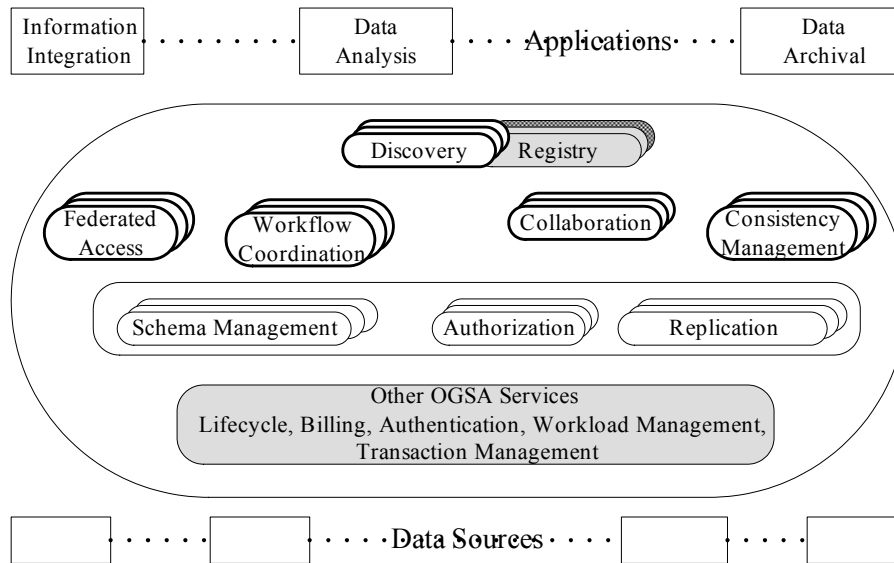 Information
Integration
Data
Analysis
Applications
Data
Archival
Discovery
Registry
Federated
Access
Workflow
Coordination
Collaboration
Consistency
Management
Schema Management
Authorization
Replication
Other OGSA Services
Lifecycle, Billing, Authentication, Workload Management,
Transaction Management
Data Sources